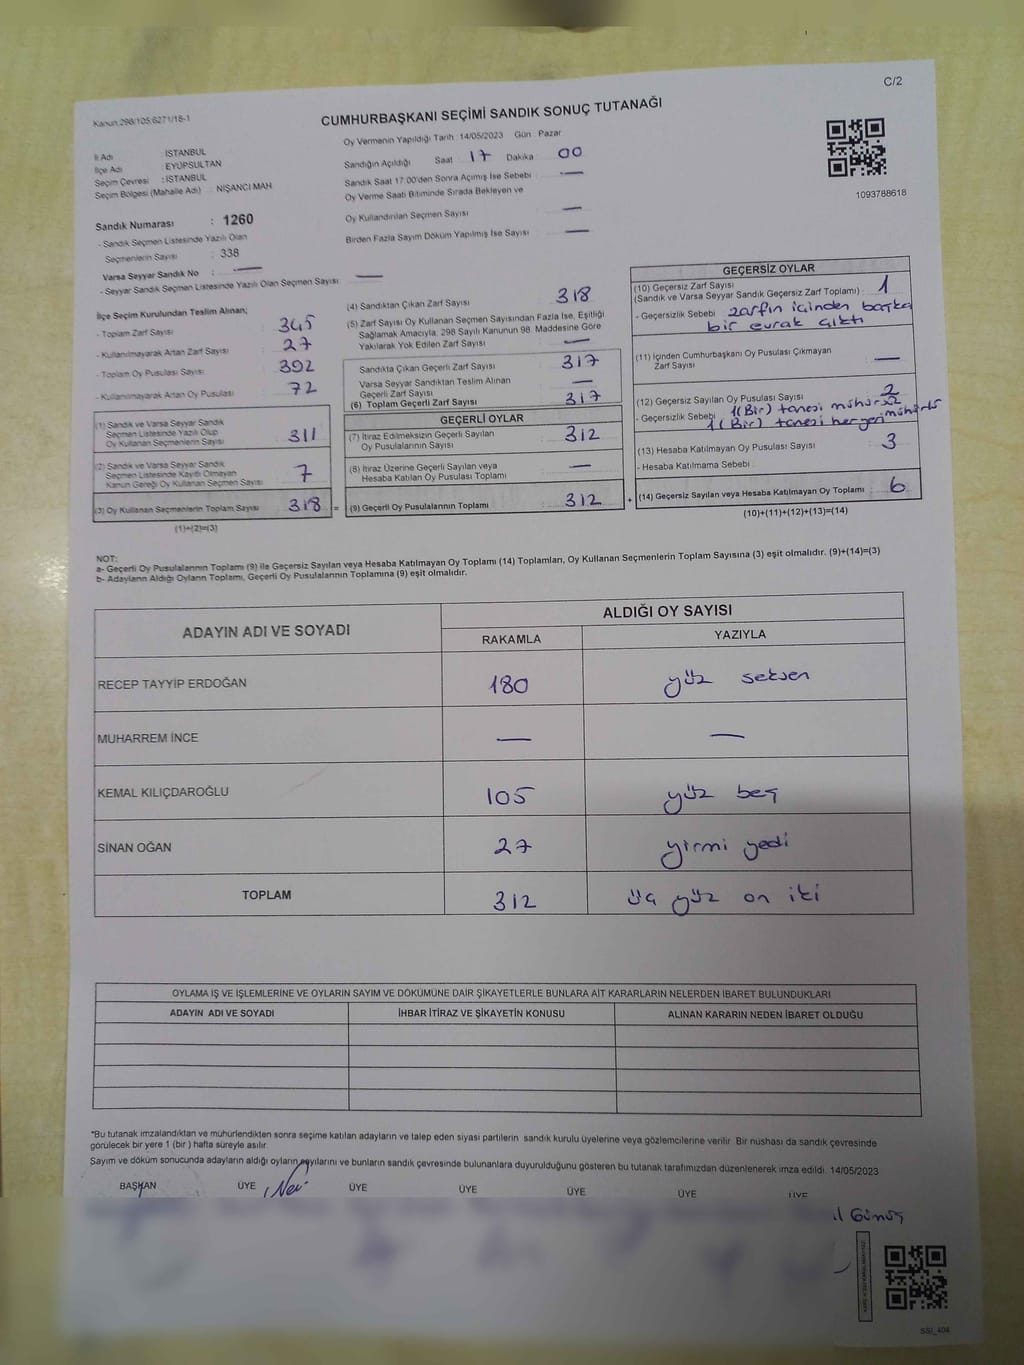 C/2
Kanun 298/105.6271/18-1
CUMHURBAŞKANI SEÇİMİ SANDIK SONUÇ TUTANAĞI
Oy Vermenin Yapıldığı Tarih 14/05/2023 Gün : Pazar
İl Adı : İSTANBUL
İlçe Adı : EYÜPSULTAN
Seçim Çevresi : İSTANBUL
Seçim Bölgesi (Mahalle Adı) : NİŞANCI MAH
Sandığın Açıldığı Saat 17 Dakika 00
Sandık Saat 17.00'den Sonra Açılmış İse Sebebi —
Oy Verme Saati Bitiminde Sırada Bekleyen ve
Oy Kullandırılan Seçmen Sayısı —
Birden Fazla Sayım Döküm Yapılmış İse Sayısı —
1093788618
Sandık Numarası : 1260
- Sandık Seçmen Listesinde Yazılı Olan
Seçmenlerin Sayısı : 338
Varsa Seyyar Sandık No : —
- Seyyar Sandık Seçmen Listesinde Yazılı Olan Seçmen Sayısı —
İlçe Seçim Kurulundan Teslim Alınan;
- Toplam Zarf Sayısı 345
- Kullanılmayarak Artan Zarf Sayısı 27
- Toplam Oy Pusulası Sayısı 392
- Kullanılmayarak Artan Oy Pusulası 72
(1) Sandık ve Varsa Seyyar Sandık
Seçmen Listesinde Yazılı Olup
Oy Kullanan Seçmenlerin Sayısı 311
(2) Sandık ve Varsa Seyyar Sandık
Seçmen Listesinde Kayıtlı Olmayan
Kanun Gereği Oy Kullanan Seçmen Sayısı 7
(3) Oy Kullanan Seçmenlerin Toplam Sayısı 318 =
(1)+(2)=(3)
(4) Sandıktan Çıkan Zarf Sayısı 318
(5) Zarf Sayısı Oy Kullanan Seçmen Sayısından Fazla İse, Eşitliği
Sağlamak Amacıyla, 298 Sayılı Kanunun 98. Maddesine Göre
Yakılarak Yok Edilen Zarf Sayısı —
Sandıkta Çıkan Geçerli Zarf Sayısı 317
Varsa Seyyar Sandıktan Teslim Alınan
Geçerli Zarf Sayısı —
(6) Toplam Geçerli Zarf Sayısı 317
GEÇERLİ OYLAR
(7) İtiraz Edilmeksizin Geçerli Sayılan
Oy Pusulalarının Sayısı 312
(8) İtiraz Üzerine Geçerli Sayılan veya
Hesaba Katılan Oy Pusulası Toplamı —
(9) Geçerli Oy Pusulalarının Toplamı 312 +
GEÇERSİZ OYLAR
(10) Geçersiz Zarf Sayısı
(Sandık ve Varsa Seyyar Sandık Geçersiz Zarf Toplamı) : 1
- Geçersizlik Sebebi zarfın içinden başka
bir evrak çıktı
(11) İçinden Cumhurbaşkanı Oy Pusulası Çıkmayan
Zarf Sayısı —
(12) Geçersiz Sayılan Oy Pusulası Sayısı 2
- Geçersizlik Sebebi 1(Bir) tanesi mühürsüz
1(Bir) tanesi her yeri mühürlü
(13) Hesaba Katılmayan Oy Pusulası Sayısı 3
- Hesaba Katılmama Sebebi
(14) Geçersiz Sayılan veya Hesaba Katılmayan Oy Toplamı 6
(10)+(11)+(12)+(13)=(14)
NOT:
a- Geçerli Oy Pusulalarının Toplamı (9) ile Geçersiz Sayılan veya Hesaba Katılmayan Oy Toplamı (14) Toplamları, Oy Kullanan Seçmenlerin Toplam Sayısına (3) eşit olmalıdır. (9)+(14)=(3)
b- Adayların Aldığı Oyların Toplamı, Geçerli Oy Pusulalarının Toplamına (9) eşit olmalıdır.
ADAYIN ADI VE SOYADI
ALDIĞI OY SAYISI
RAKAMLA YAZIYLA
RECEP TAYYİP ERDOĞAN 180 yüz seksen
MUHARREM İNCE — —
KEMAL KILIÇDAROĞLU 105 yüz beş
SİNAN OĞAN 27 yirmi yedi
TOPLAM 312 üç yüz on iki
OYLAMA İŞ VE İŞLEMLERİNE VE OYLARIN SAYIM VE DÖKÜMÜNE DAİR ŞİKAYETLERLE BUNLARA AİT KARARLARIN NELERDEN İBARET BULUNDUKLARI
ADAYIN ADI VE SOYADI İHBAR İTİRAZ VE ŞİKAYETİN KONUSU ALINAN KARARIN NEDEN İBARET OLDUĞU
*Bu tutanak imzalandıktan ve mühürlendikten sonra seçime katılan adayların ve talep eden siyasi partilerin sandık kurulu üyelerine veya gözlemcilerine verilir. Bir nüshası da sandık çevresinde
görülecek bir yere 1 (bir) hafta süreyle asılır.
Sayım ve döküm sonucunda adayların aldığı oyların sayılarını ve bunların sandık çevresinde bulunanlara duyurulduğunu gösteren bu tutanak tarafımızdan düzenlenerek imza edildi. 14/05/2023
BAŞKAN ÜYE ÜYE ÜYE ÜYE ÜYE ÜYE
Gümüş
SSİ_404